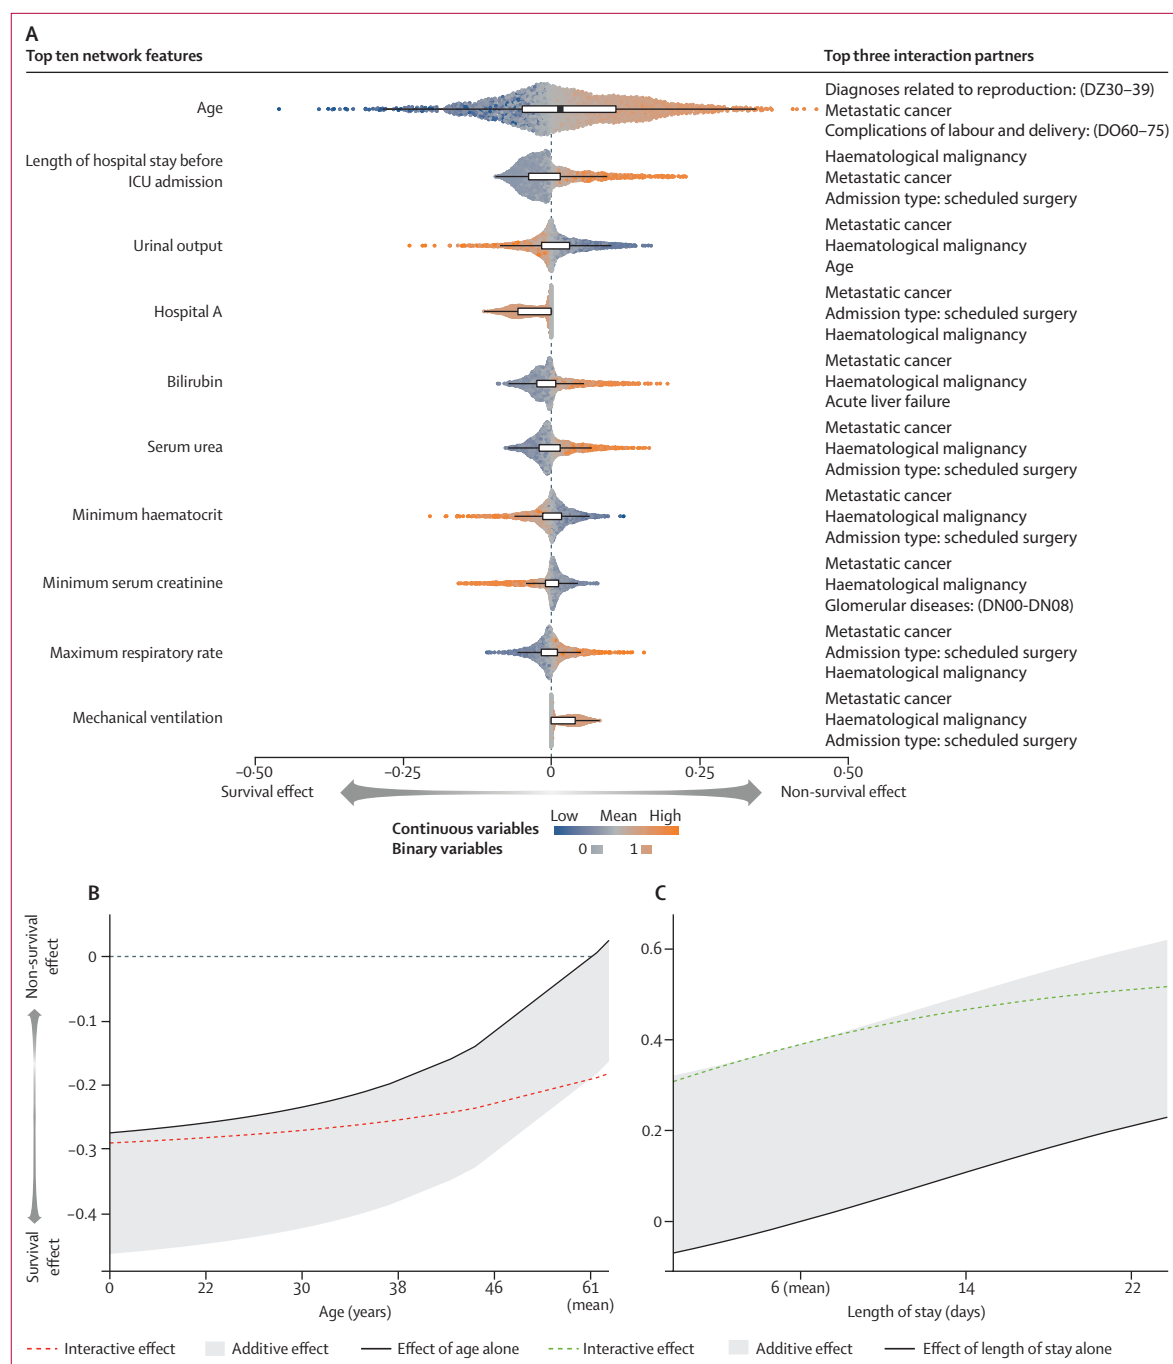 A
Top ten network features
Top three interaction partners
Age
Diagnoses related to reproduction: (DZ30–39)
Metastatic cancer
Complications of labour and delivery: (DO60–75)
Length of hospital stay before
ICU admission
Haematological malignancy
Metastatic cancer
Admission type: scheduled surgery
Urinal output
Metastatic cancer
Haematological malignancy
Age
Hospital A
Metastatic cancer
Admission type: scheduled surgery
Haematological malignancy
Bilirubin
Metastatic cancer
Haematological malignancy
Acute liver failure
Serum urea
Metastatic cancer
Haematological malignancy
Admission type: scheduled surgery
Minimum haematocrit
Metastatic cancer
Haematological malignancy
Admission type: scheduled surgery
Minimum serum creatinine
Metastatic cancer
Haematological malignancy
Glomerular diseases: (DN00-DN08)
Maximum respiratory rate
Metastatic cancer
Admission type: scheduled surgery
Haematological malignancy
Mechanical ventilation
Metastatic cancer
Haematological malignancy
Admission type: scheduled surgery
–0·50 –0·25 0 0·25 0·50
Survival effect Non-survival effect
Low Mean High
Continuous variables
Binary variables 0 1
B
Non-survival
effect
Survival
effect
0
–0.1
–0.2
–0.3
–0.4
0 22 30 38 46 61
(mean)
Age (years)
C
0.6
0.4
0.2
0
6 (mean) 14 22
Length of stay (days)
Interactive effect Additive effect Effect of age alone Interactive effect Additive effect Effect of length of stay alone